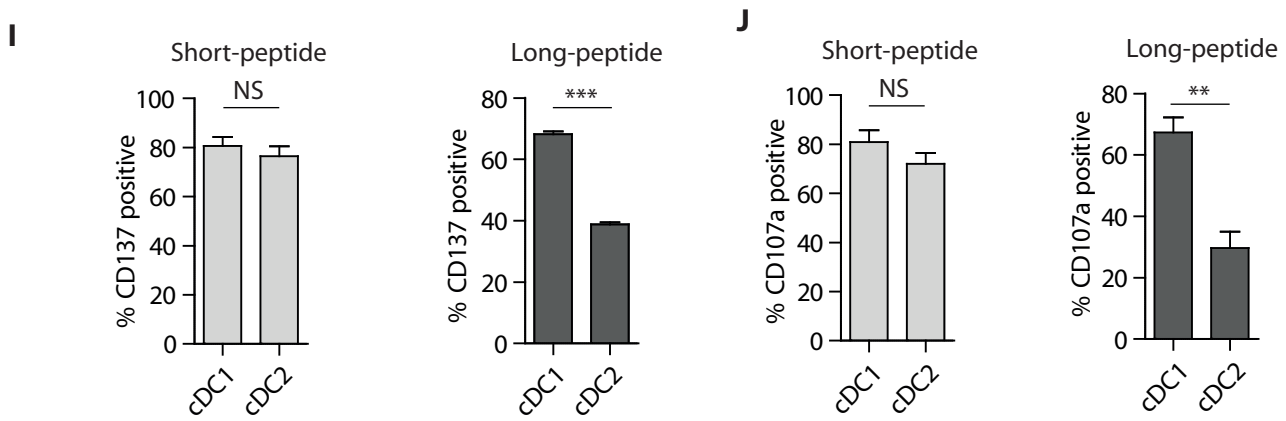 I
Short-peptide
NS
% CD137 positive
100
80
60
40
20
0
cDC1
cDC2
Long-peptide
***
% CD137 positive
80
60
40
20
0
cDC1
cDC2
J
Short-peptide
NS
% CD107a positive
100
80
60
40
20
0
cDC1
cDC2
Long-peptide
**
% CD107a positive
80
60
40
20
0
cDC1
cDC2